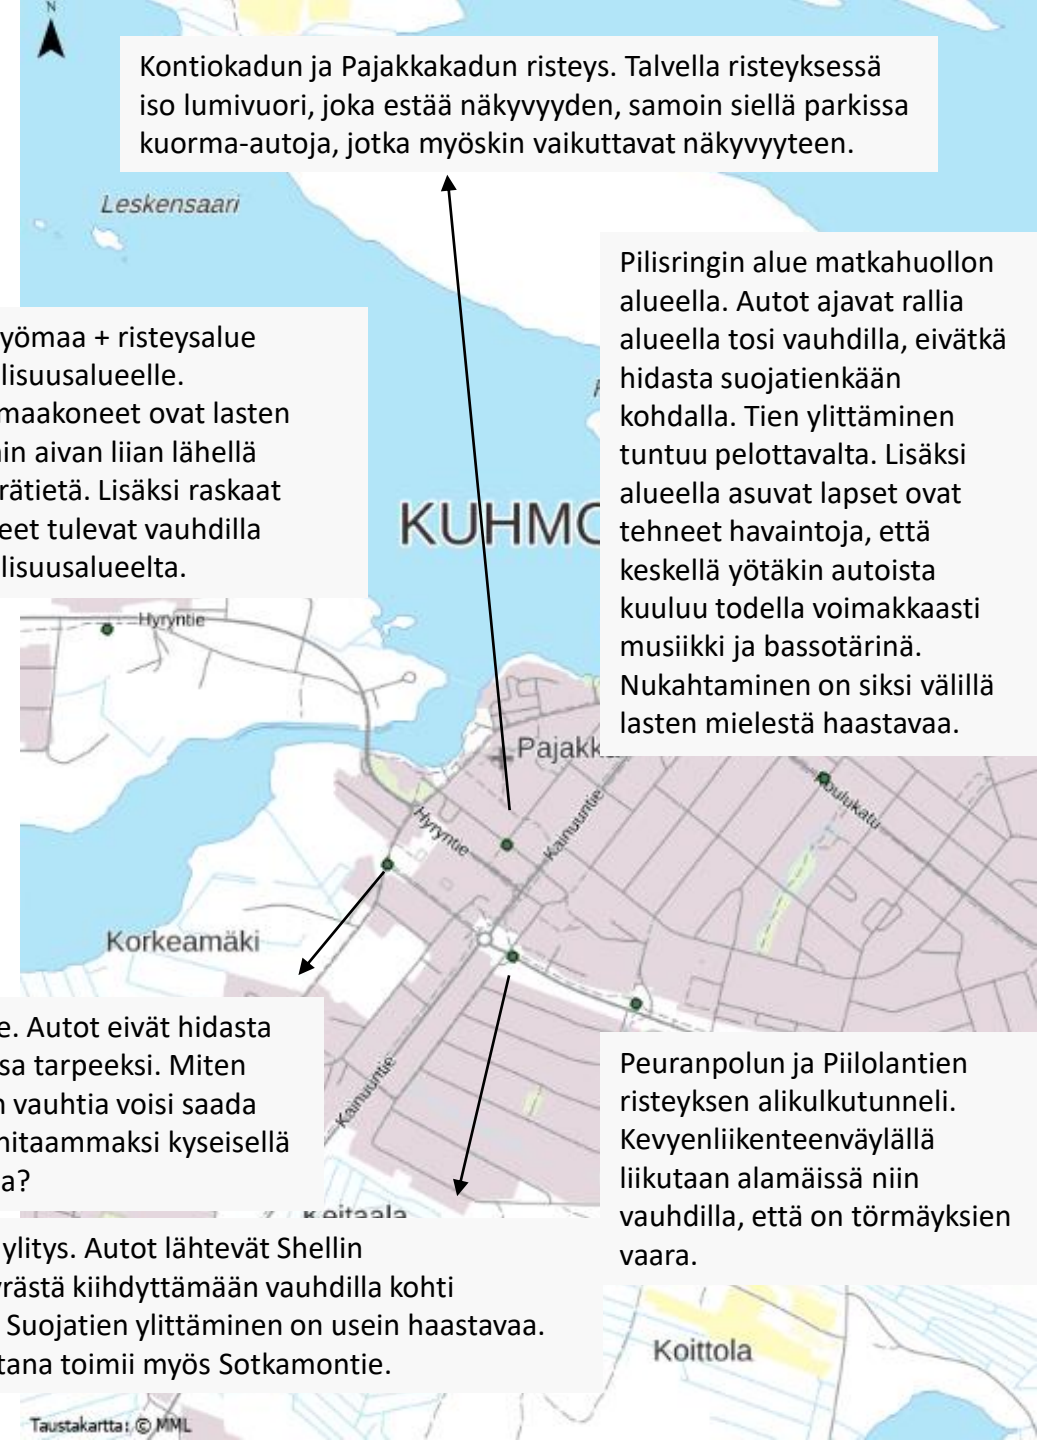 N
Kontiokadun ja Pajakkakadun risteys. Talvella risteyksessä
iso lumivuori, joka estää näkyvyyden, samoin siellä parkissa
kuorma-autoja, jotka myöskin vaikuttavat näkyvyyteen.
Leskensaari
Pilisringin alue matkahuollon
alueella. Autot ajavat rallia
alueella tosi vauhdilla, eivätkä
hidasta suojatienkään
kohdalla. Tien ylittäminen
tuntuu pelottavalta. Lisäksi
alueella asuvat lapset ovat
tehneet havaintoja, että
keskellä yötäkin autoista
kuuluu todella voimakkaasti
musiikki ja bassotärinä.
Nukahtaminen on siksi välillä
lasten mielestä haastavaa.
yömaa + risteysalue
lisuusalueelle.
maakoneet ovat lasten
in aivan liian lähellä
rätietä. Lisäksi raskaat
eet tulevat vauhdilla
lisuusalueelta.
KUHMO
Hyryntie
Pajakka
Koulukatu
Hyryntie
Kainuuntie
Korkeamäki
e. Autot eivät hidasta
sa tarpeeksi. Miten
n vauhtia voisi saada
hitaammaksi kyseisellä
a?
Kainuuntie
Peuranpolun ja Piilolantien
risteyksen alikulkutunneli.
Kevyenliikenteenväylällä
liikutaan alamäissä niin
vauhdilla, että on törmäyksien
vaara.
Keitaala
ylitys. Autot lähtevät Shellin
yrästä kiihdyttämään vauhdilla kohti
Suojatien ylittäminen on usein haastavaa.
tana toimii myös Sotkamontie.
Koittola
Taustakartta: © MML